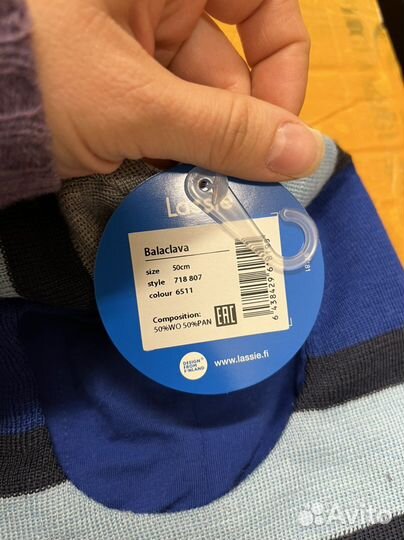 Lassie
Balaclava
size 50cm
style 718 807
colour 6511
Composition:
50%WO 50%PAN
EAC
DESIGN
FROM
FINLAND
www.lassie.fi
Avito